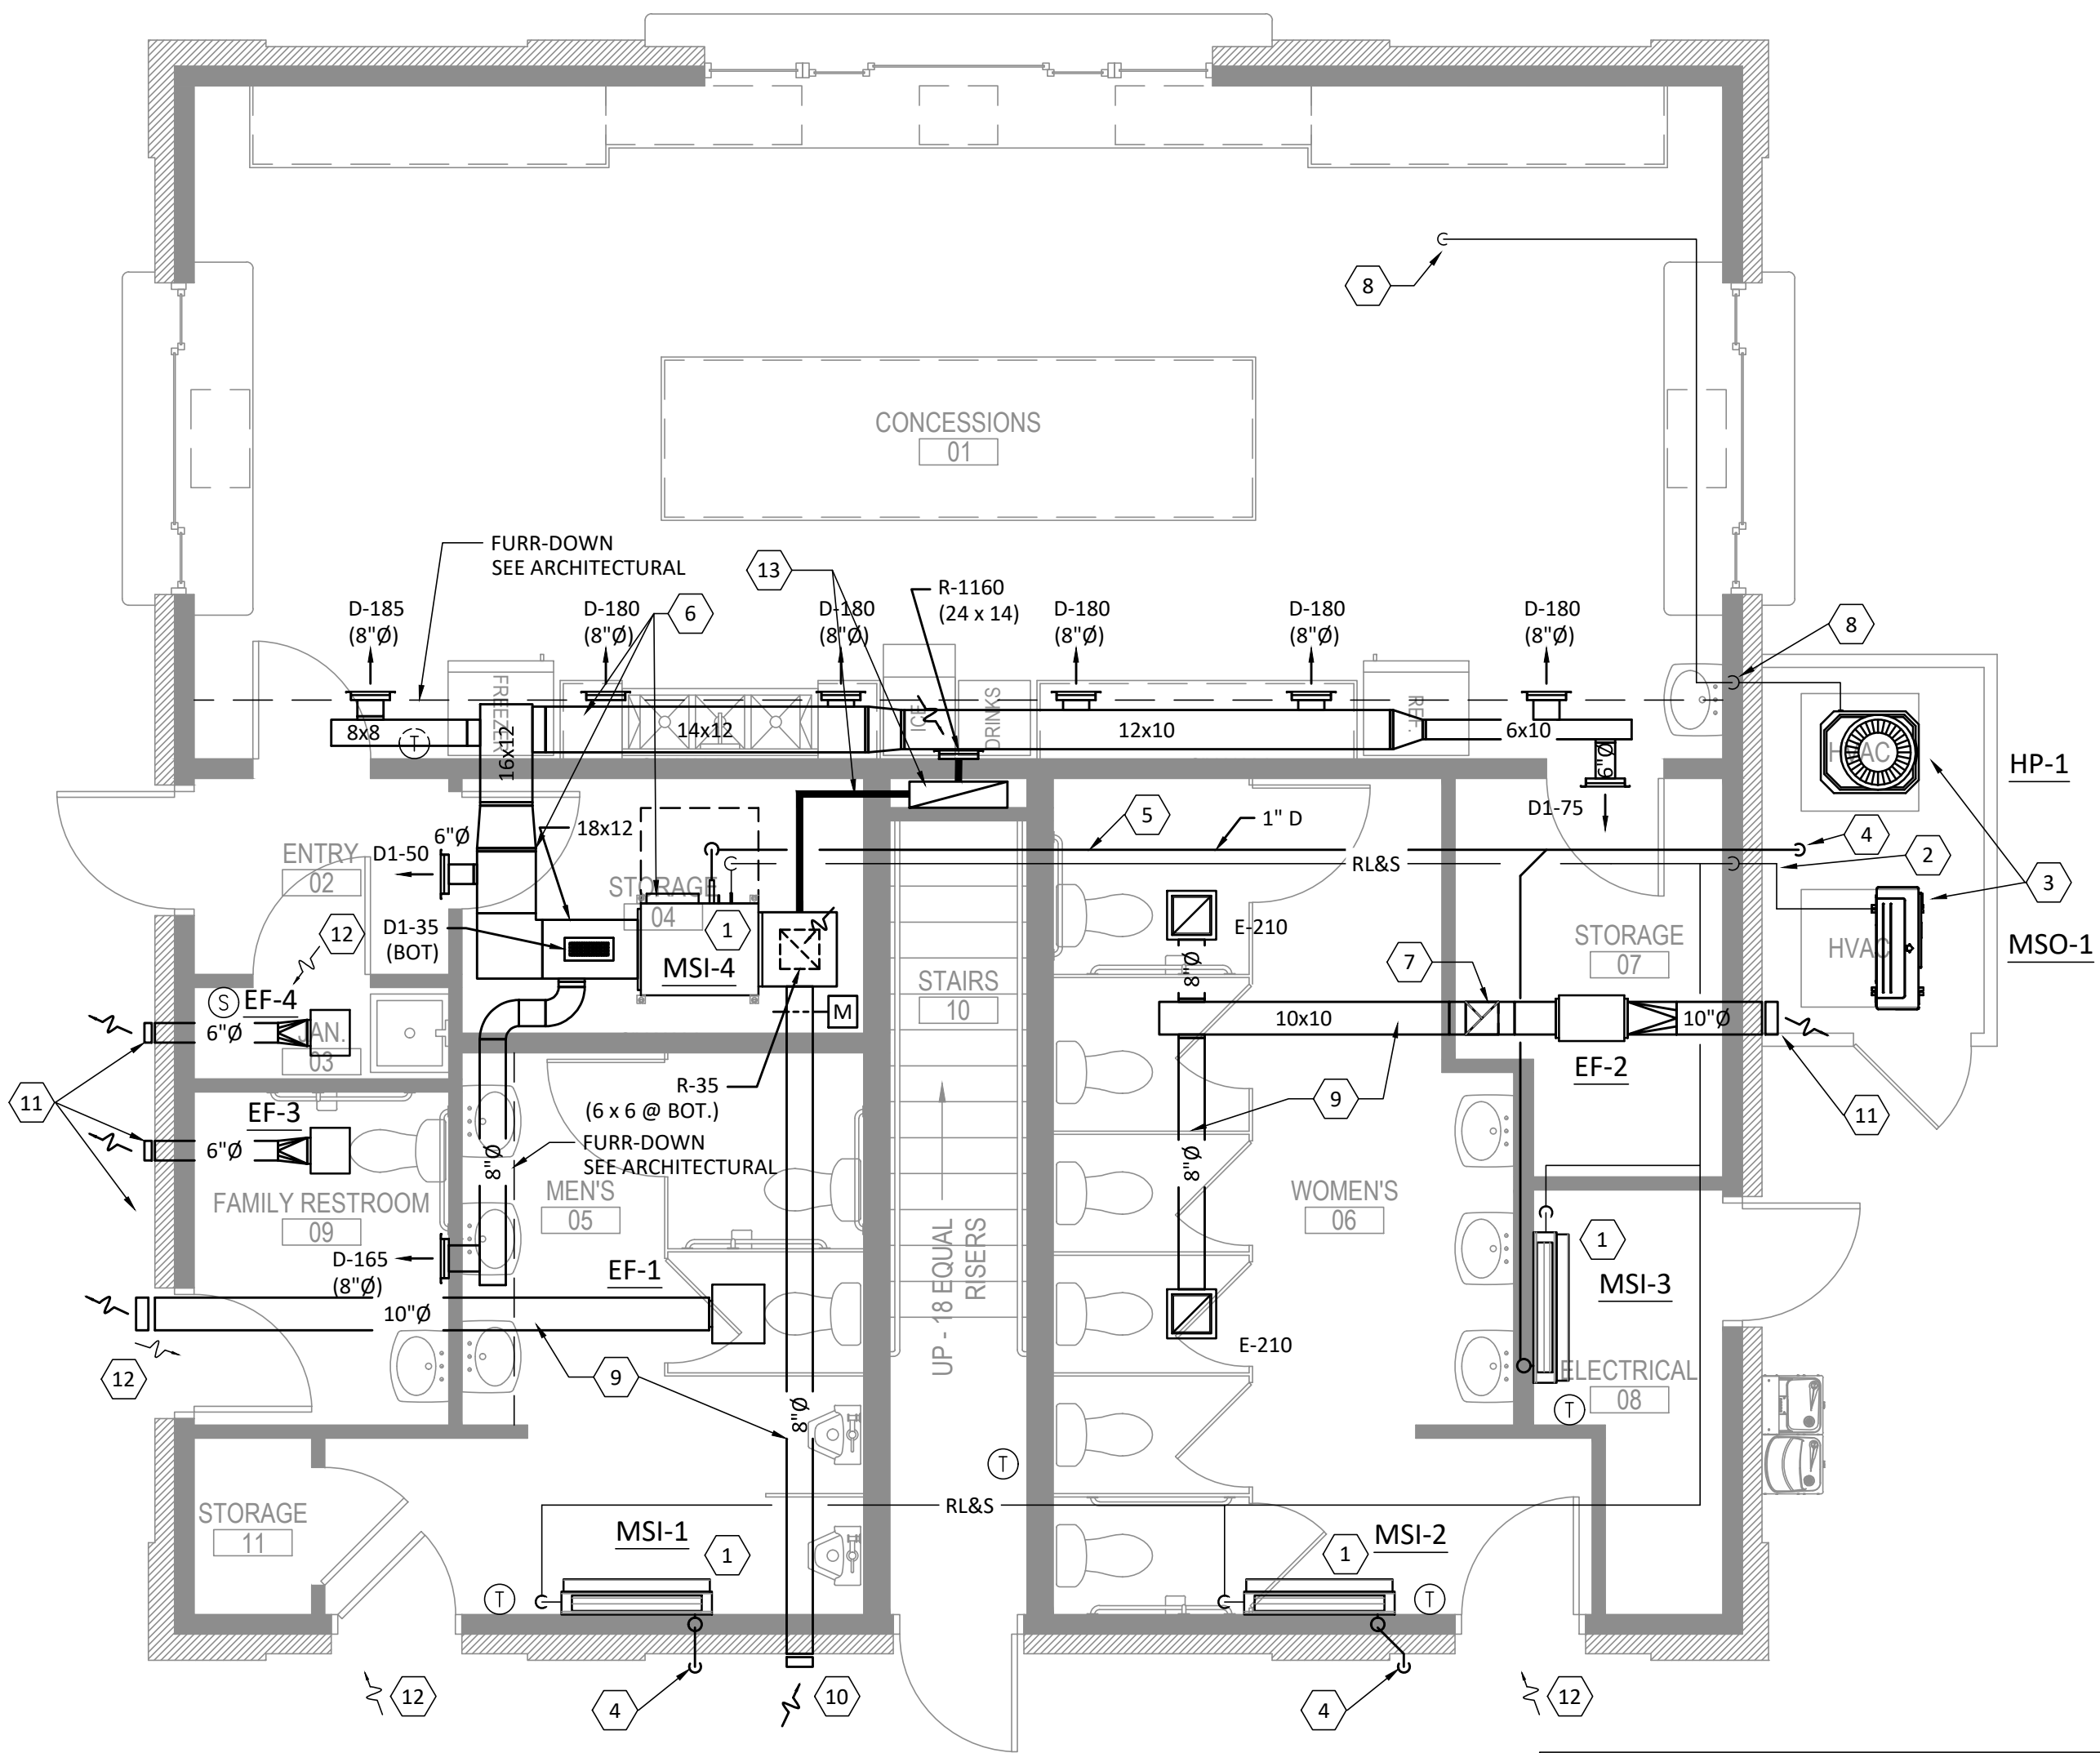 8
CONCESSIONS
01
FURR-DOWN
SEE ARCHITECTURAL
13
R-1160
(24 x 14)
6
D-185
(8"Ø)
D-180
(8"Ø)
D-180
(8"Ø)
D-180
(8"Ø)
D-180
(8"Ø)
D-180
(8"Ø)
8
FREEZER
ICE
DRINKS
REF.
8x8
T
16x12
14x12
12x10
6x10
6"Ø
HVAC
HP-1
D1-75
5
1" D
4
2
3
18x12
6"Ø
D1-50
ENTRY
02
RL&S
STORAGE
04
1
12
D1-35
(BOT)
MSI-4
E-210
STORAGE
07
HVAC
MSO-1
7
STAIRS
10
8"Ø
S
EF-4
M
6"Ø
JAN.
03
10x10
10"Ø
EF-2
R-35
(6 x 6 @ BOT.)
11
EF-3
9
11
6"Ø
8"Ø
FURR-DOWN
SEE ARCHITECTURAL
8"Ø
FAMILY RESTROOM
09
MEN'S
05
WOMEN'S
06
D-165
(8"Ø)
EF-1
UP - 18 EQUAL
RISERS
1
MSI-3
10"Ø
E-210
12
9
8"Ø
ELECTRICAL
08
T
T
STORAGE
11
RL&S
MSI-1
1
1
MSI-2
T
T
12
4
10
4
12